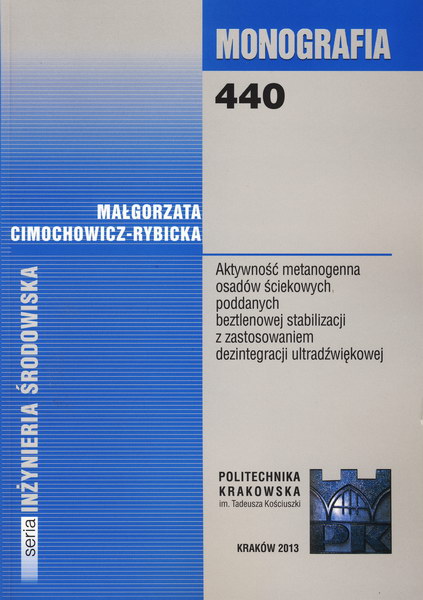 MONOGRAFIA
440
MAŁGORZATA
CIMOCHOWICZ-RYBICKA
Aktywność metanogenna
osadów ściekowych
poddanych
beztlenowej stabilizacji
z zastosowaniem
dezintegracji ultradźwiękowej
seria INŻYNIERIA ŚRODOWISKA
POLITECHNIKA
KRAKOWSKA
im. Tadeusza Kościuszki
PK
KRAKÓW 2013